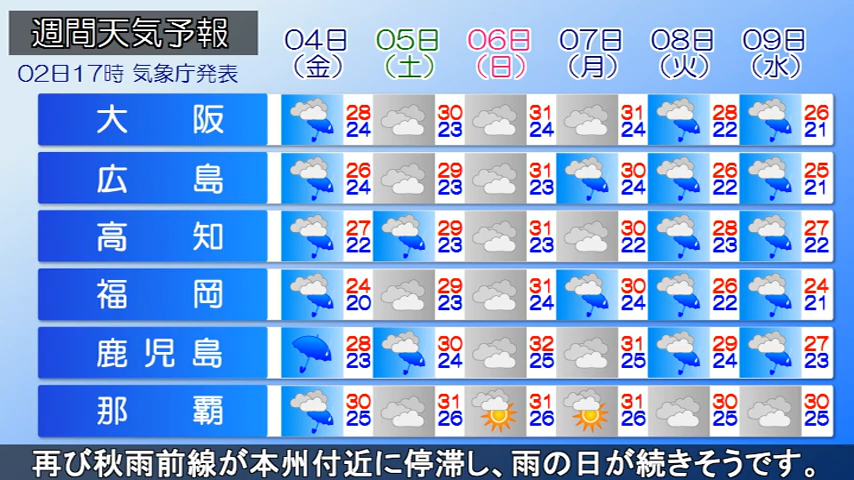 週間天気予報
02日17時 気象庁発表
04日 05日 06日 07日 08日 09日
(金) (土) (日) (月) (火) (水)
大阪 28 24 30 23 31 24 31 24 28 22 26 21
広島 26 24 29 23 31 23 30 24 26 22 25 21
高知 27 22 29 23 31 23 30 22 28 23 27 22
福岡 24 20 29 23 31 24 30 24 26 22 24 21
鹿児島 28 23 30 24 32 25 31 25 29 24 27 23
那覇 30 25 31 26 31 26 31 26 30 25 30 25
再び秋雨前線が本州付近に停滞し、雨の日が続きそうです。